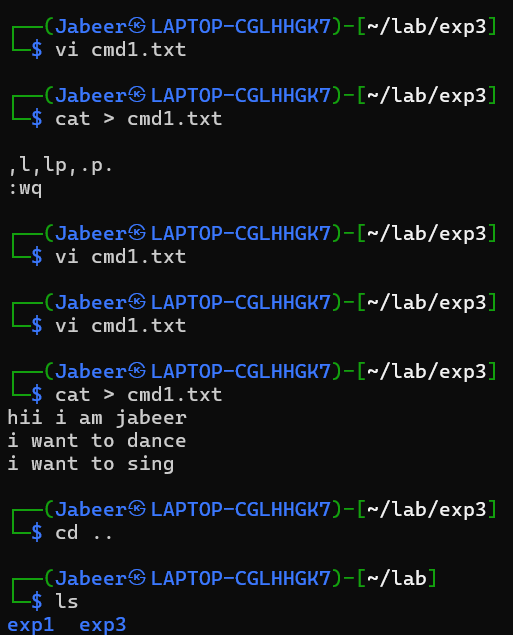 ┌──(Jabeer㉿LAPTOP-CGLHHGK7)-[~/lab/exp3]
└─$ vi cmd1.txt
┌──(Jabeer㉿LAPTOP-CGLHHGK7)-[~/lab/exp3]
└─$ cat > cmd1.txt
,l,lp,.p.
:wq
┌──(Jabeer㉿LAPTOP-CGLHHGK7)-[~/lab/exp3]
└─$ vi cmd1.txt
┌──(Jabeer㉿LAPTOP-CGLHHGK7)-[~/lab/exp3]
└─$ vi cmd1.txt
┌──(Jabeer㉿LAPTOP-CGLHHGK7)-[~/lab/exp3]
└─$ cat > cmd1.txt
hii i am jabeer
i want to dance
i want to sing
┌──(Jabeer㉿LAPTOP-CGLHHGK7)-[~/lab/exp3]
└─$ cd ..
┌──(Jabeer㉿LAPTOP-CGLHHGK7)-[~/lab]
└─$ ls
exp1  exp3